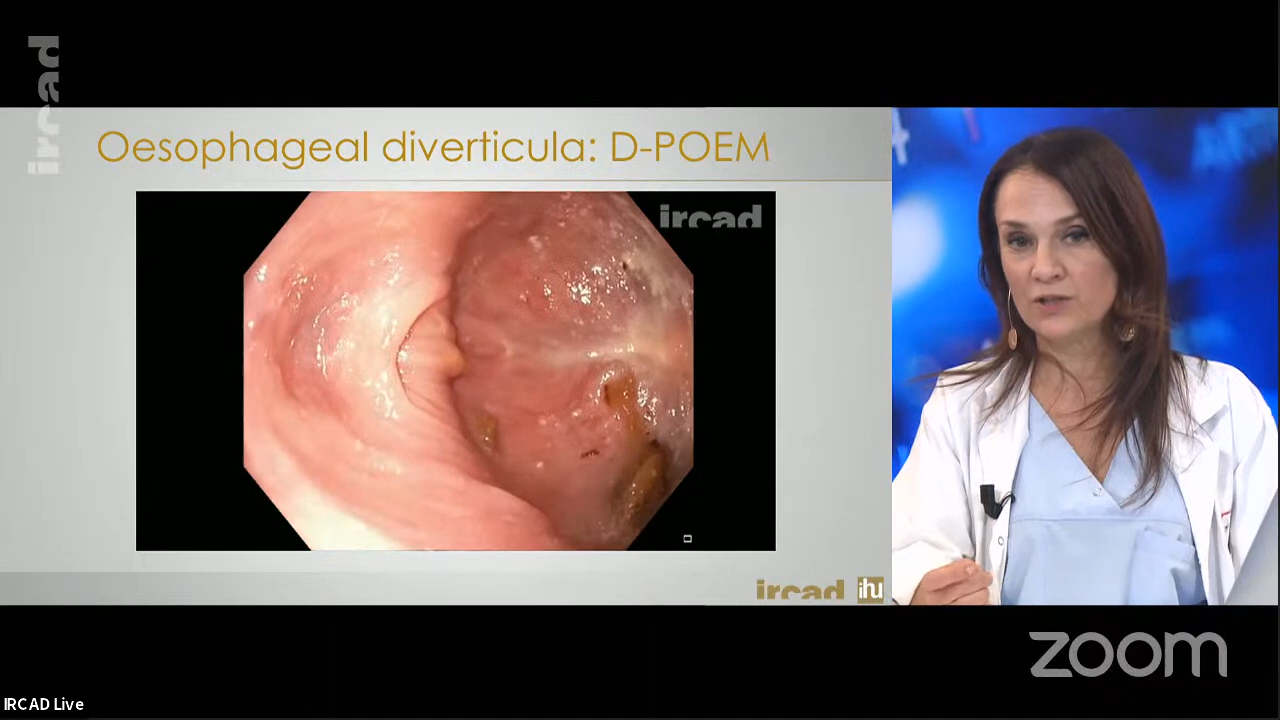 ircad
Oesophageal diverticula: D-POEM
ircad
ircad ihu
zoom
IRCAD Live